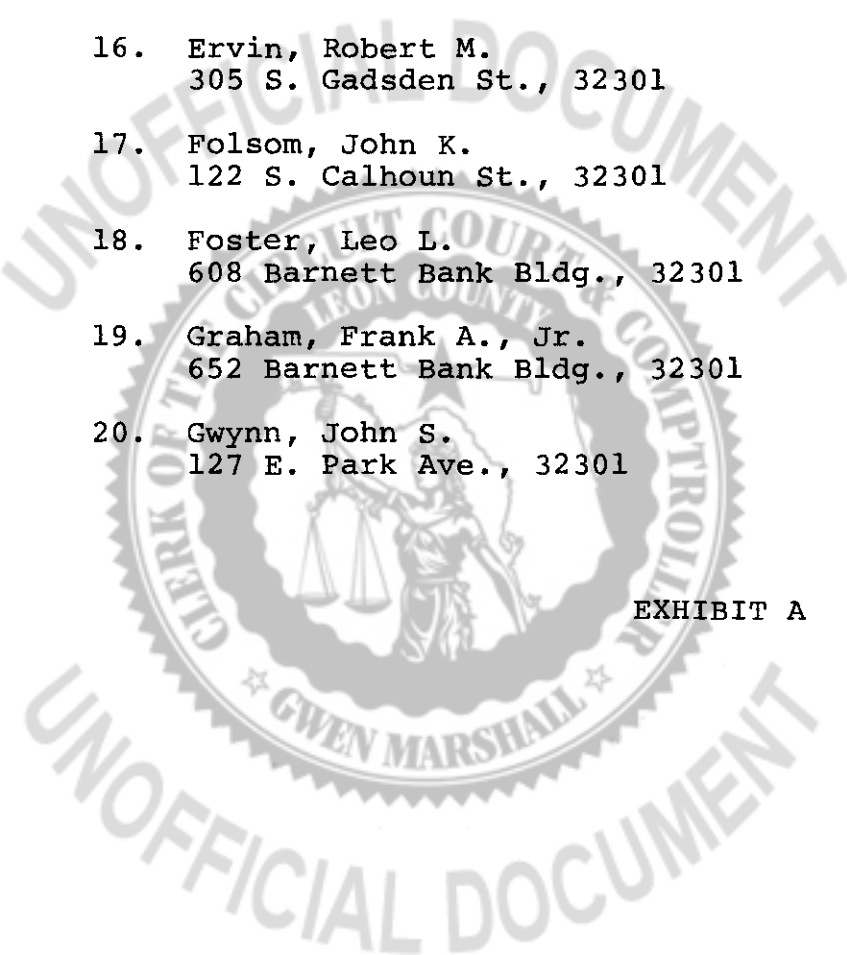 UNOFFICIAL DOCUMENT
16. Ervin, Robert M.
305 S. Gadsden St., 32301
17. Folsom, John K.
122 S. Calhoun St., 32301
18. Foster, Leo L.
608 Barnett Bank Bldg., 32301
19. Graham, Frank A., Jr.
652 Barnett Bank Bldg., 32301
20. Gwynn, John S.
127 E. Park Ave., 32301
CLERK OF THE CIRCUIT COURT & COMPTROLLER
LEON COUNTY
EXHIBIT A
GWEN MARSHALL
UNOFFICIAL DOCUMENT